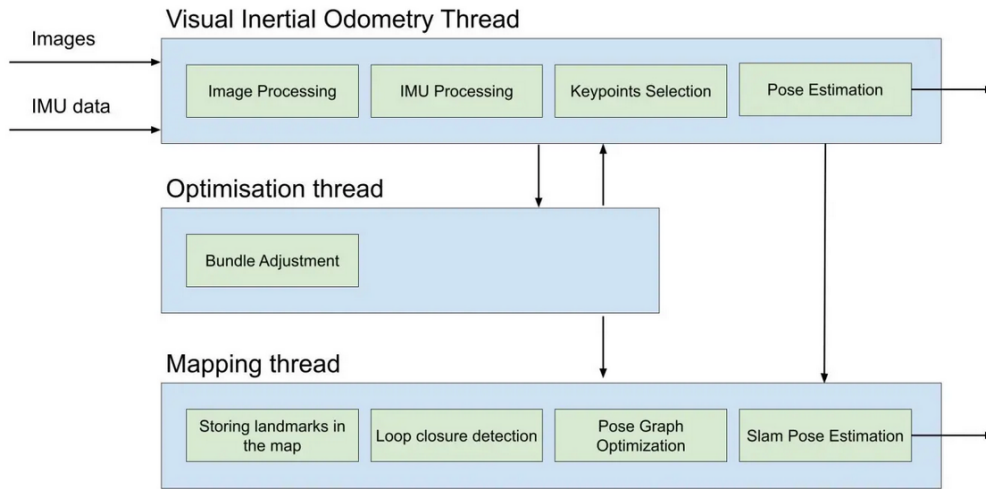 Visual Inertial Odometry Thread
Images
IMU data
Image Processing
IMU Processing
Keypoints Selection
Pose Estimation
Optimisation thread
Bundle Adjustment
Mapping thread
Storing landmarks in
the map
Loop closure detection
Pose Graph
Optimization
Slam Pose Estimation